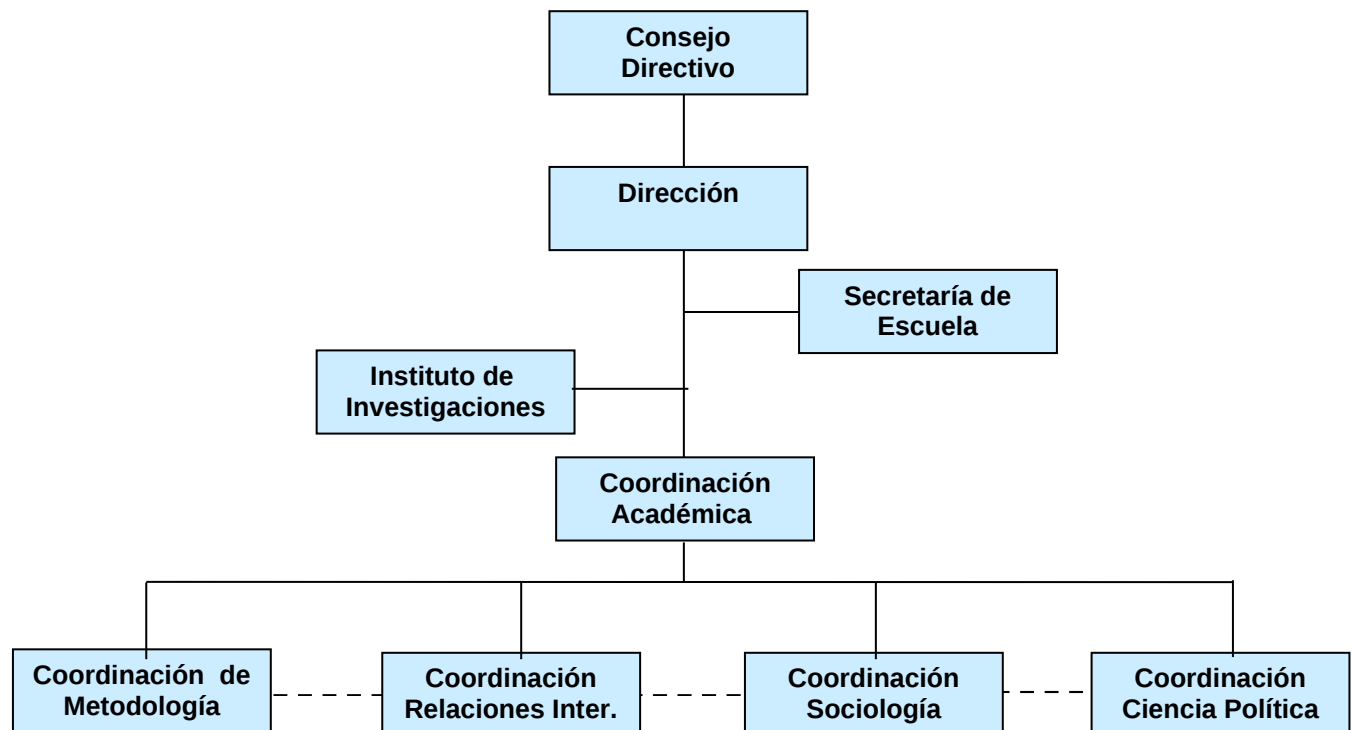 Consejo
Directivo
Dirección
Secretaría de
Escuela
Instituto de
Investigaciones
Coordinación
Académica
Coordinación de
Metodología
Coordinación
Relaciones Inter.
Coordinación
Sociología
Coordinación
Ciencia Política